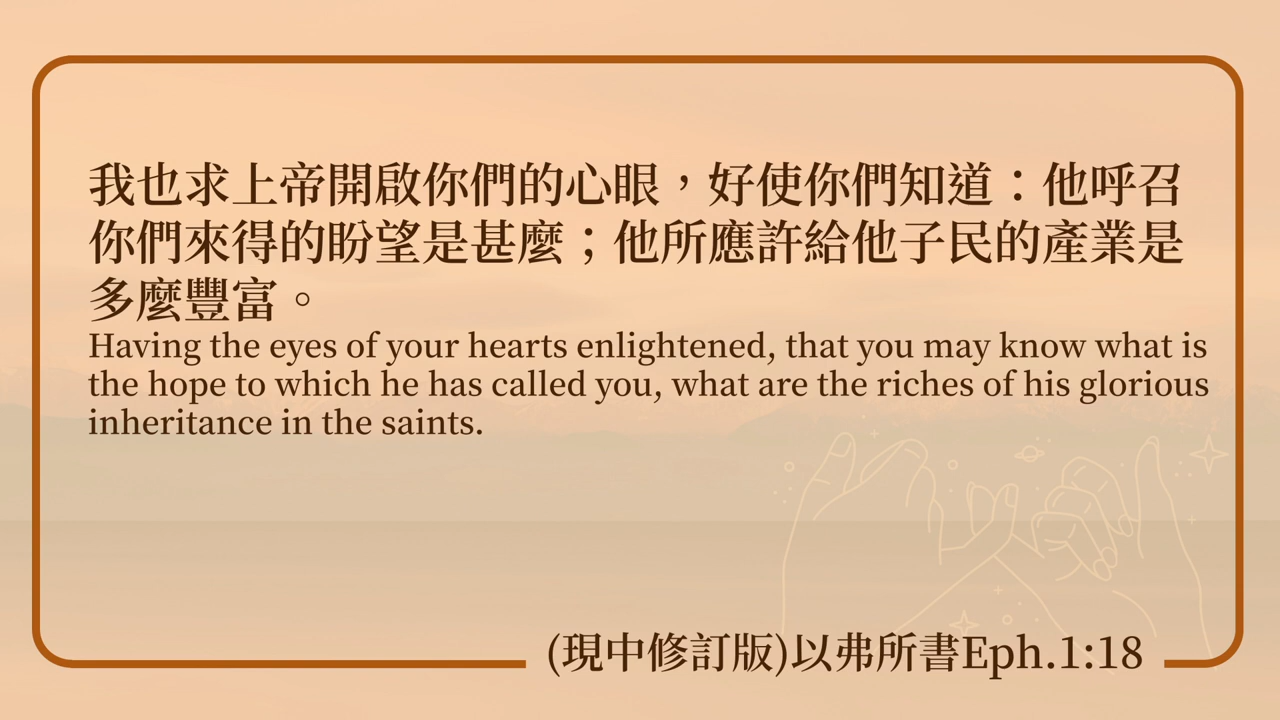 我也求上帝開啟你們的心眼，好使你們知道：他呼召
你們來得的盼望是甚麼；他所應許給他子民的產業是
多麼豐富。
Having the eyes of your hearts enlightened, that you may know what is
the hope to which he has called you, what are the riches of his glorious
inheritance in the saints.
(現中修訂版)以弗所書Eph.1:18